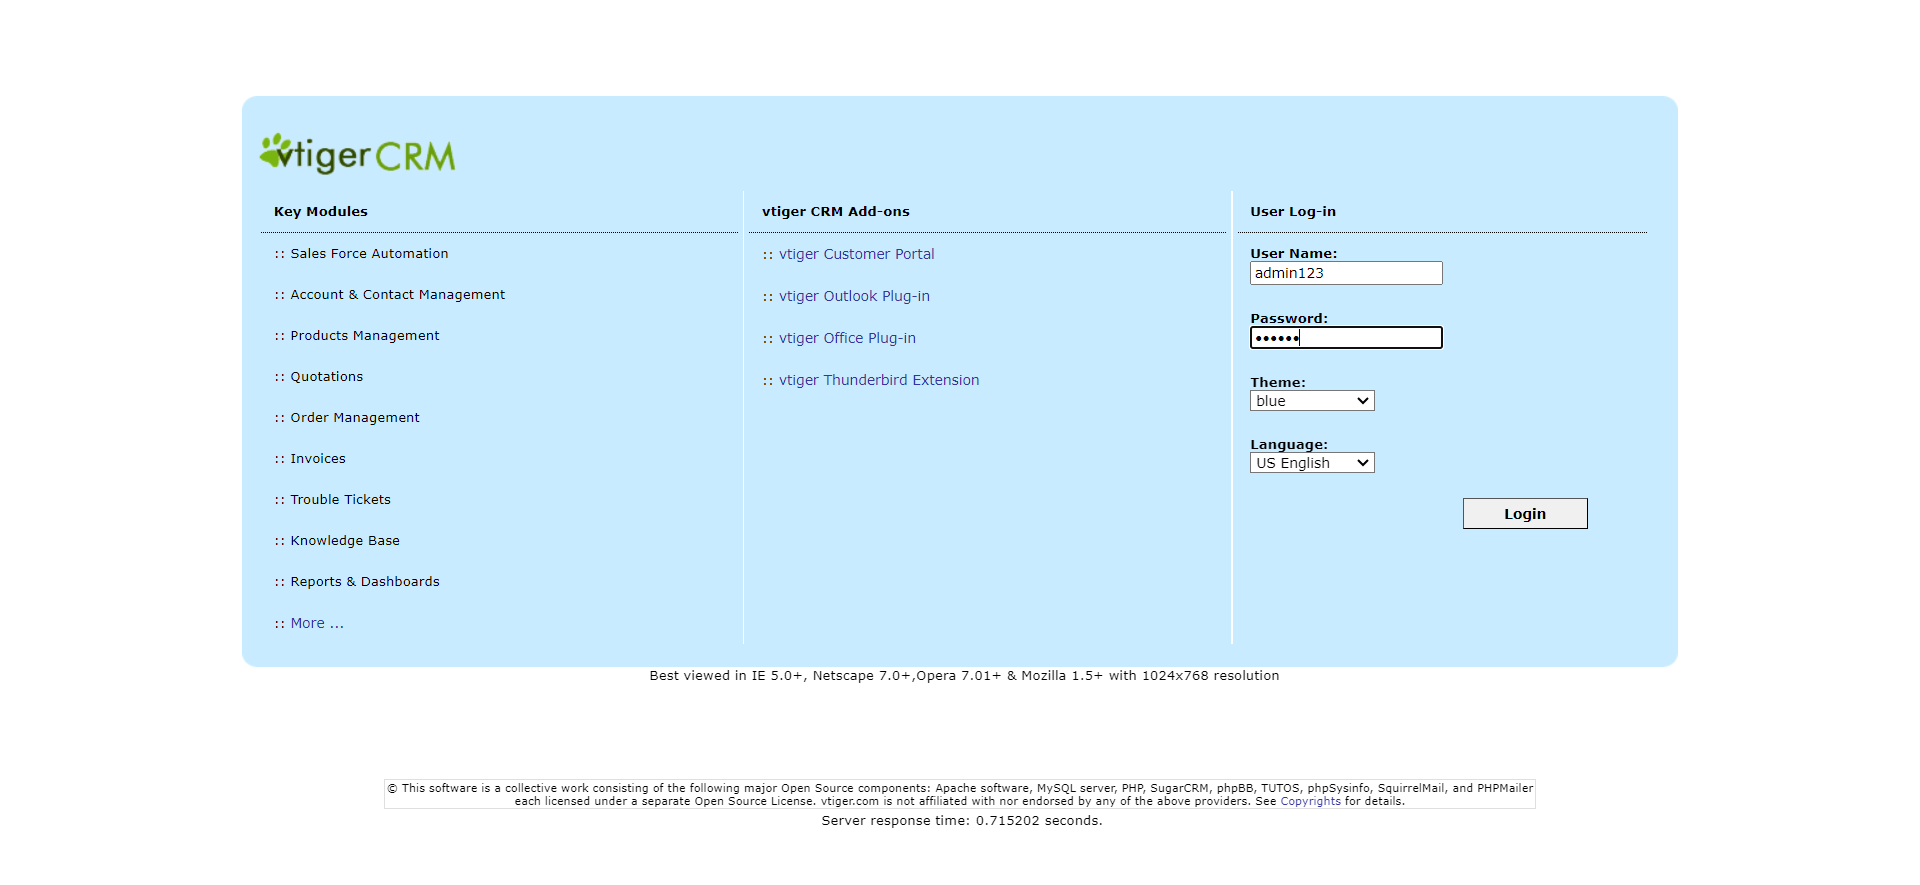 vtiger CRM
Key Modules
:: Sales Force Automation
:: Account & Contact Management
:: Products Management
:: Quotations
:: Order Management
:: Invoices
:: Trouble Tickets
:: Knowledge Base
:: Reports & Dashboards
:: More ...
vtiger CRM Add-ons
:: vtiger Customer Portal
:: vtiger Outlook Plug-in
:: vtiger Office Plug-in
:: vtiger Thunderbird Extension
User Log-in
User Name:
admin123
Password:
••••••
Theme:
blue
Language:
US English
Login
Best viewed in IE 5.0+, Netscape 7.0+,Opera 7.01+ & Mozilla 1.5+ with 1024x768 resolution
© This software is a collective work consisting of the following major Open Source components: Apache software, MySQL server, PHP, SugarCRM, phpBB, TUTOS, phpSysinfo, SquirrelMail, and PHPMailer
each licensed under a separate Open Source License. vtiger.com is not affiliated with nor endorsed by any of the above providers. See Copyrights for details.
Server response time: 0.715202 seconds.